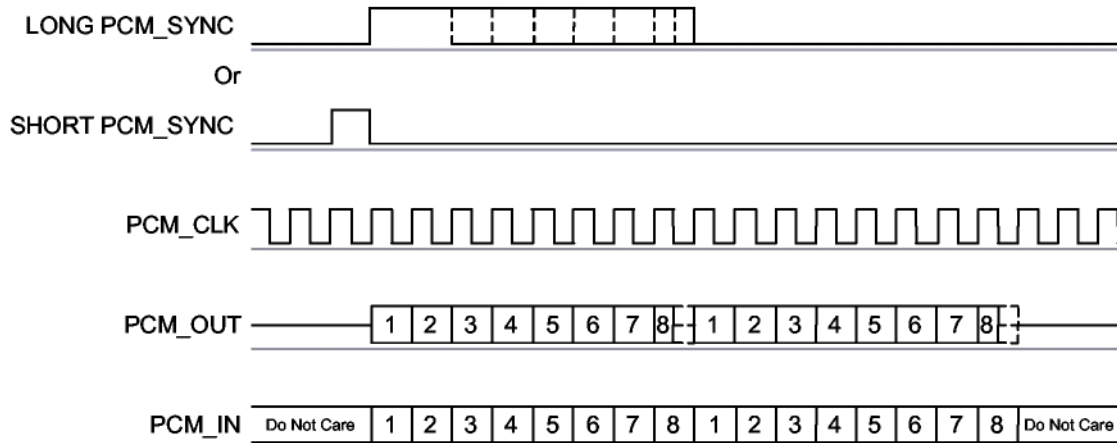 LONG PCM_SYNC
Or
SHORT PCM_SYNC
PCM_CLK
PCM_OUT 1 2 3 4 5 6 7 8 1 2 3 4 5 6 7 8
PCM_IN Do Not Care 1 2 3 4 5 6 7 8 1 2 3 4 5 6 7 8 Do Not Care